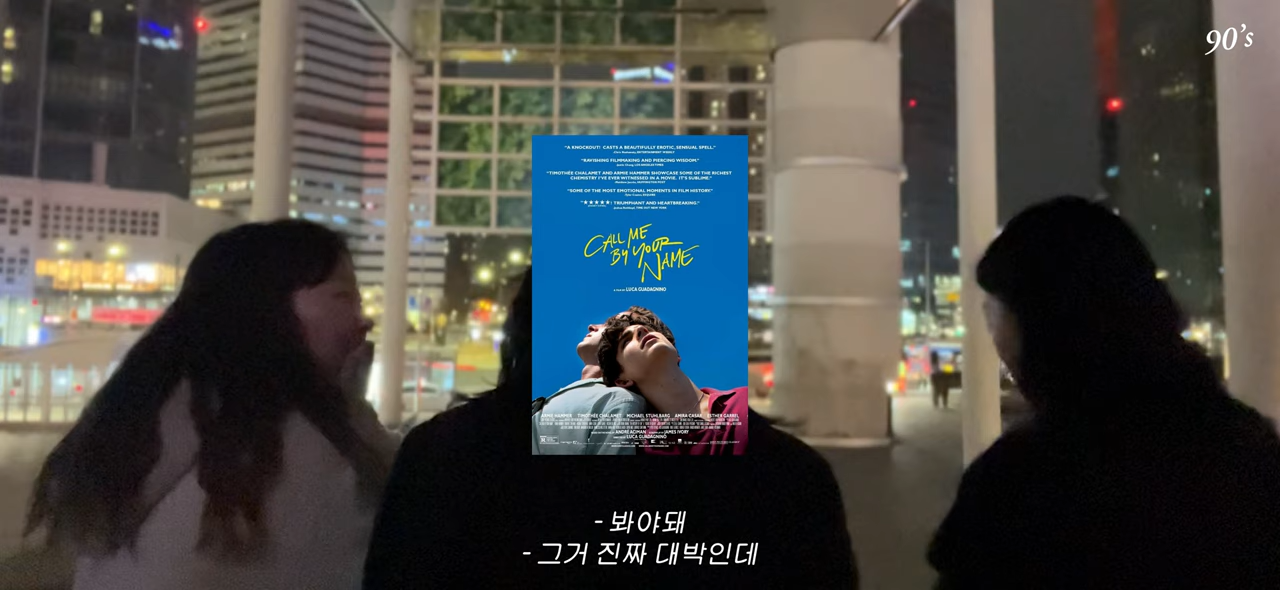 90's
"A KNOCKOUT! CASTS A BEAUTIFULLY EROTIC, SENSUAL SPELL."
"RAVISHING FILMMAKING AND PIERCING WISDOM."
"TIMOTHÉE CHALAMET AND ARMIE HAMMER SHOWCASE SOME OF THE RICHEST
CHEMISTRY I'VE EVER WITNESSED IN A MOVIE. IT'S SUBLIME."
"SOME OF THE MOST EMOTIONAL MOMENTS IN FILM HISTORY"
"★★★★★! TRIUMPHANT AND HEARTBREAKING."
CALL ME
BY YOUR
NAME
A FILM BY LUCA GUADAGNINO
ARMIE HAMMER TIMOTHÉE CHALAMET MICHAEL STUHLBARG AMIRA CASAR ESTHER GARREL
ANDRÉ ACIMAN JAMES IVORY
LUCA GUADAGNINO
- 봐야돼
- 그거 진짜 대박인데